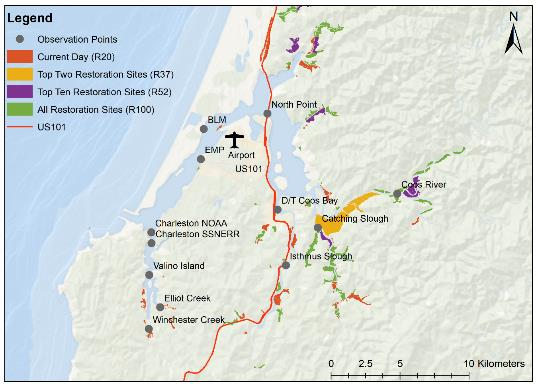 Legend
Observation Points
Current Day (R20)
Top Two Restoration Sites (R37)
Top Ten Restoration Sites (R52)
All Restoration Sites (R100)
US101
N
North Point
BLM
EMP
Airport
US101
Coos River
D/T Coos Bay
Catching Slough
Charleston NOAA
Charleston SSNERR
Isthmus Slough
Valino Island
Elliot Creek
Winchester Creek
0 2.5 5 10 Kilometers